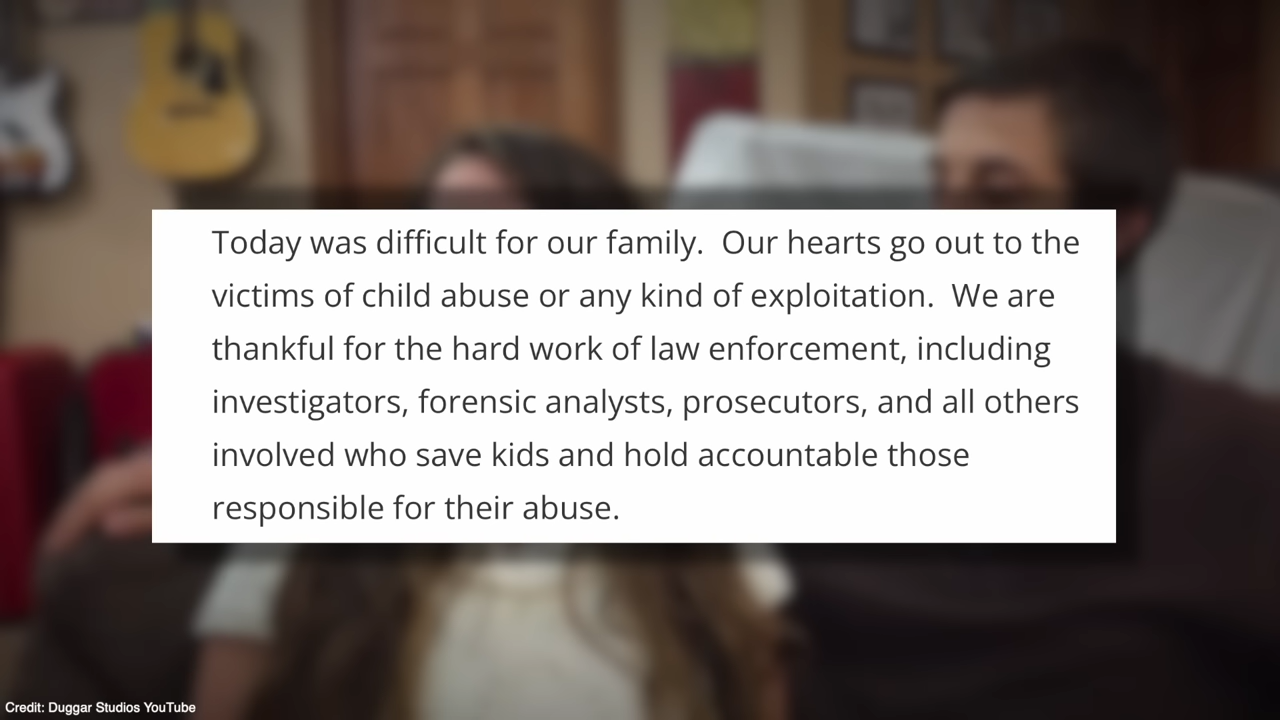 Today was difficult for our family.  Our hearts go out to the
victims of child abuse or any kind of exploitation.  We are
thankful for the hard work of law enforcement, including
investigators, forensic analysts, prosecutors, and all others
involved who save kids and hold accountable those
responsible for their abuse.
Credit: Duggar Studios YouTube